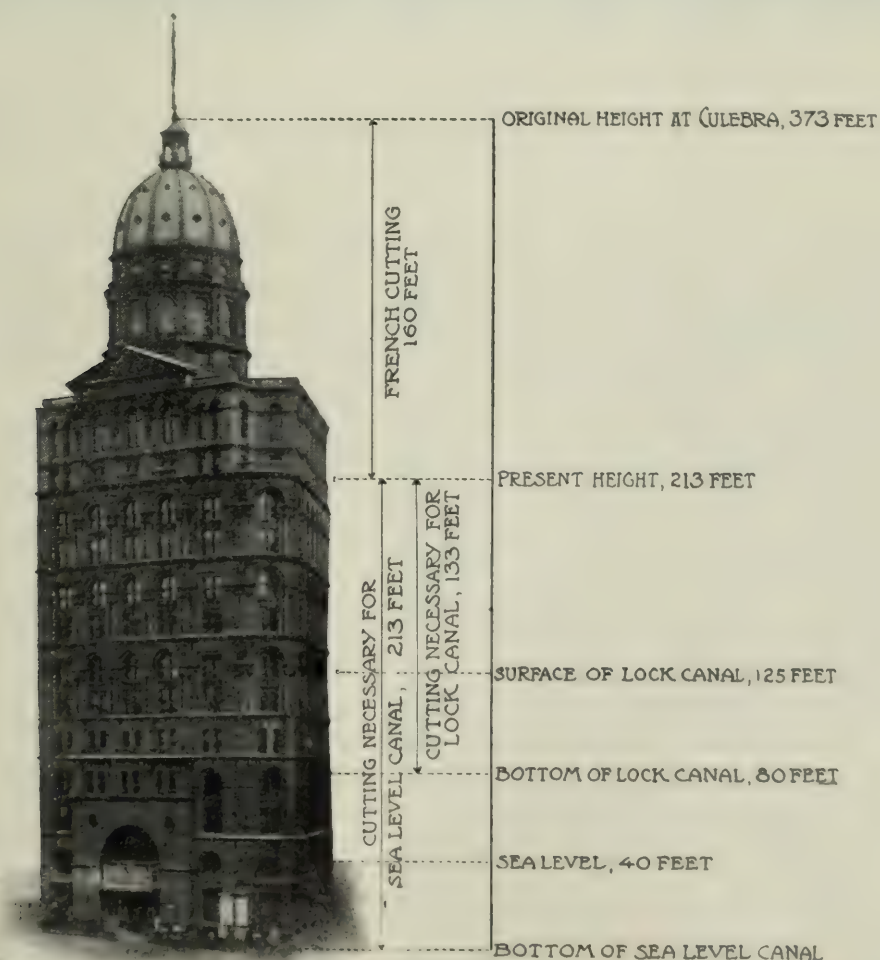 ORIGINAL HEIGHT AT CULEBRA, 373 FEET
FRENCH CUTTING
160 FEET
PRESENT HEIGHT, 213 FEET
CUTTING NECESSARY FOR
SEA LEVEL CANAL, 213 FEET
CUTTING NECESSARY FOR
LOCK CANAL, 133 FEET
SURFACE OF LOCK CANAL, 125 FEET
BOTTOM OF LOCK CANAL, 80 FEET
SEA LEVEL, 40 FEET
BOTTOM OF SEA LEVEL CANAL